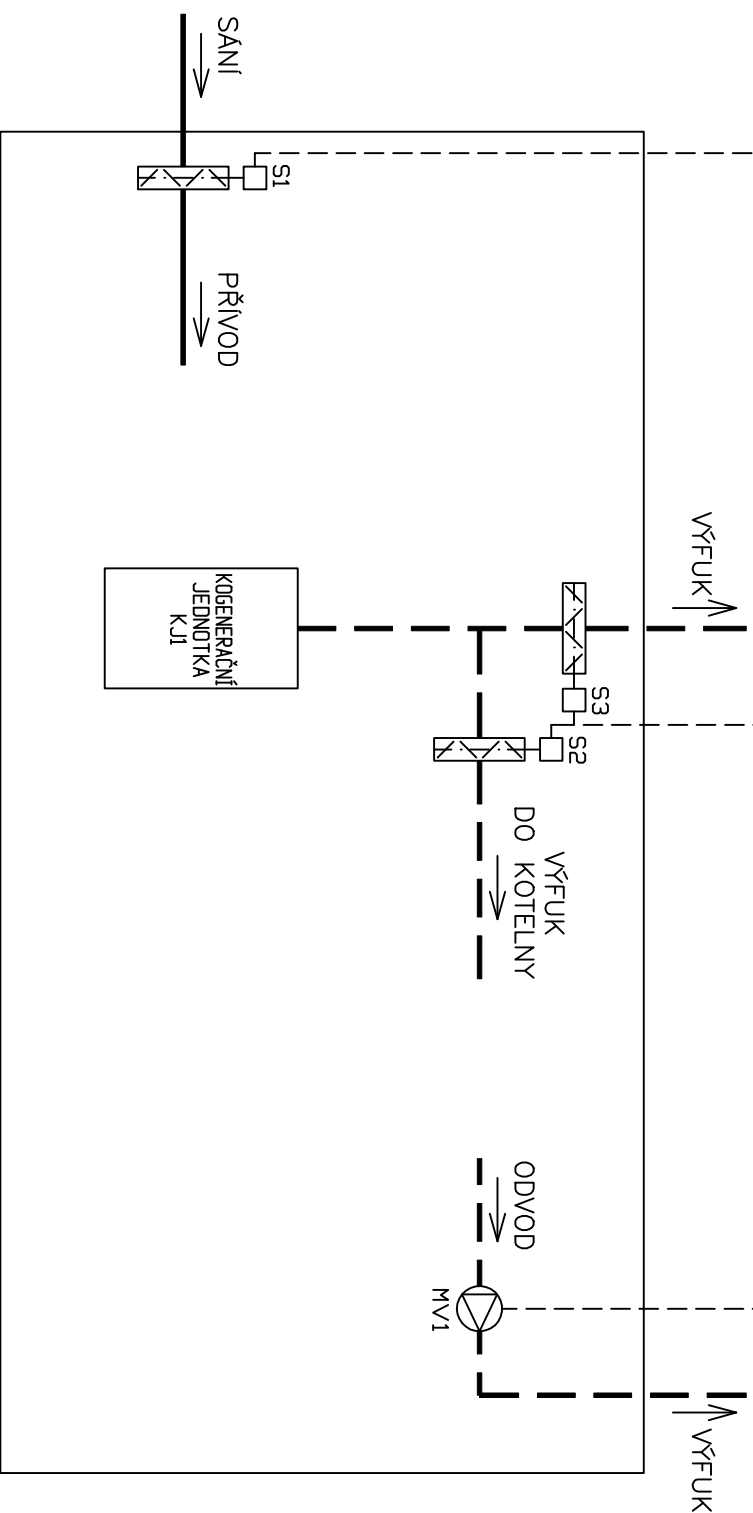 SÁNÍ
S1
PŘÍVOD
VÝFUK
KOGENERAČNÍ
JEDNOTKA
KJ1
S3
S2
VÝFUK
DO KOTELNY
ODVOD
MV1
VÝFUK